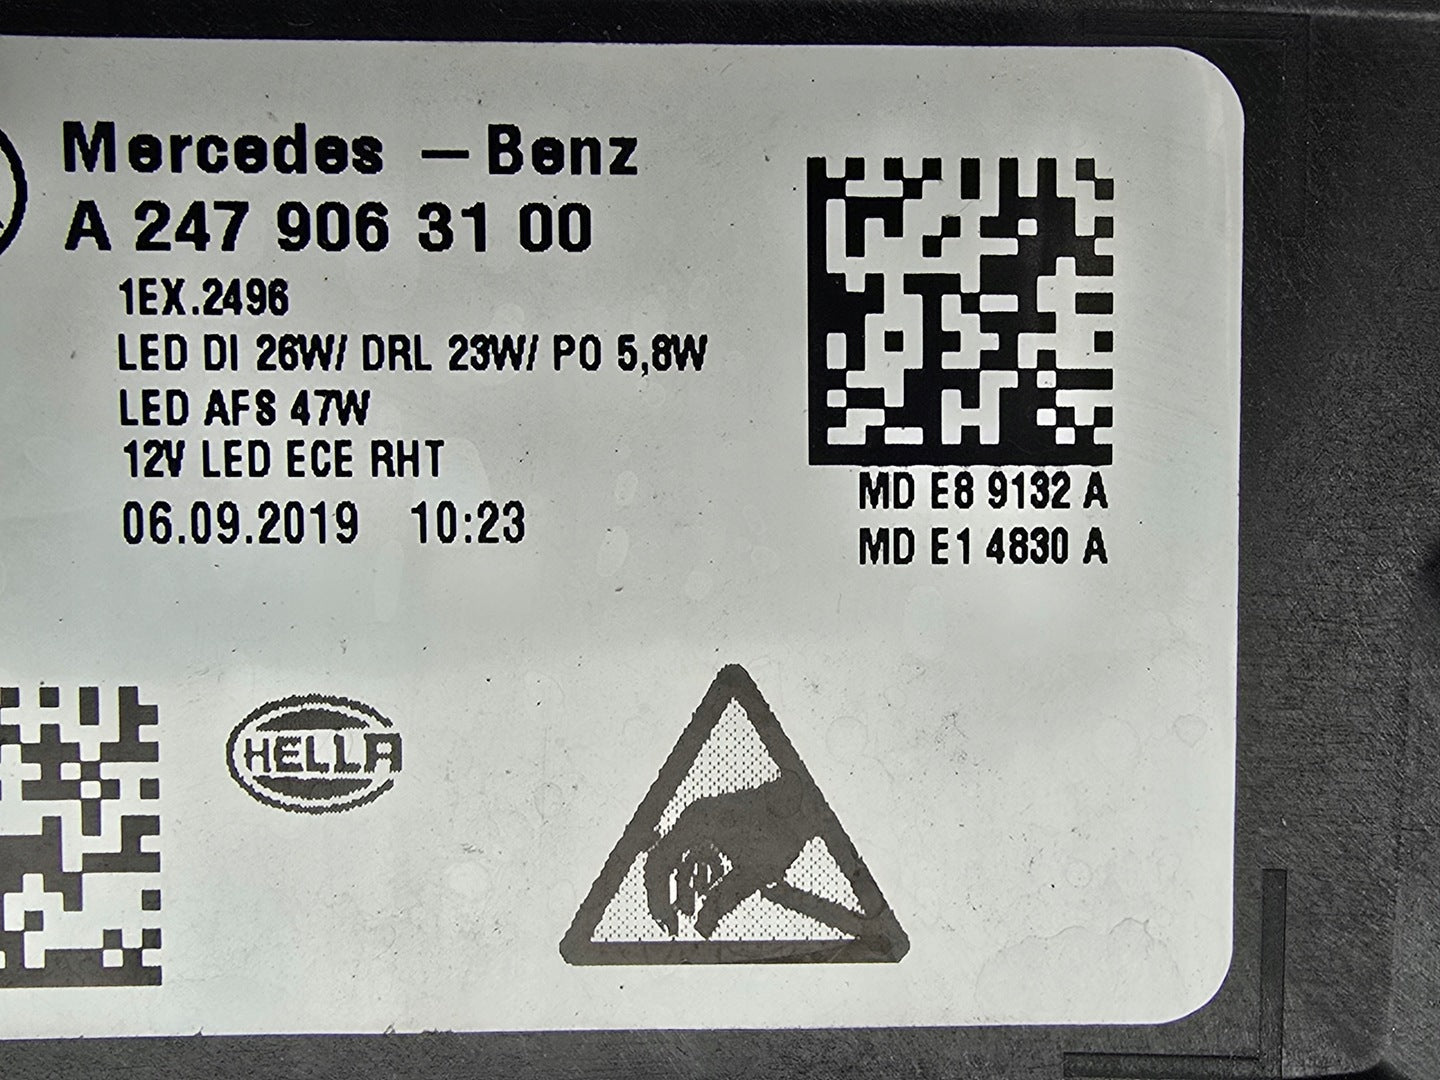 Mercedes - Benz
A 247 906 31 00
1EX.2496
LED DI 26W/ DRL 23W/ PO 5,8W
LED AFS 47W
12V LED ECE RHT
06.09.2019 10:23
MD E8 9132 A
MD E1 4830 A
HELLA